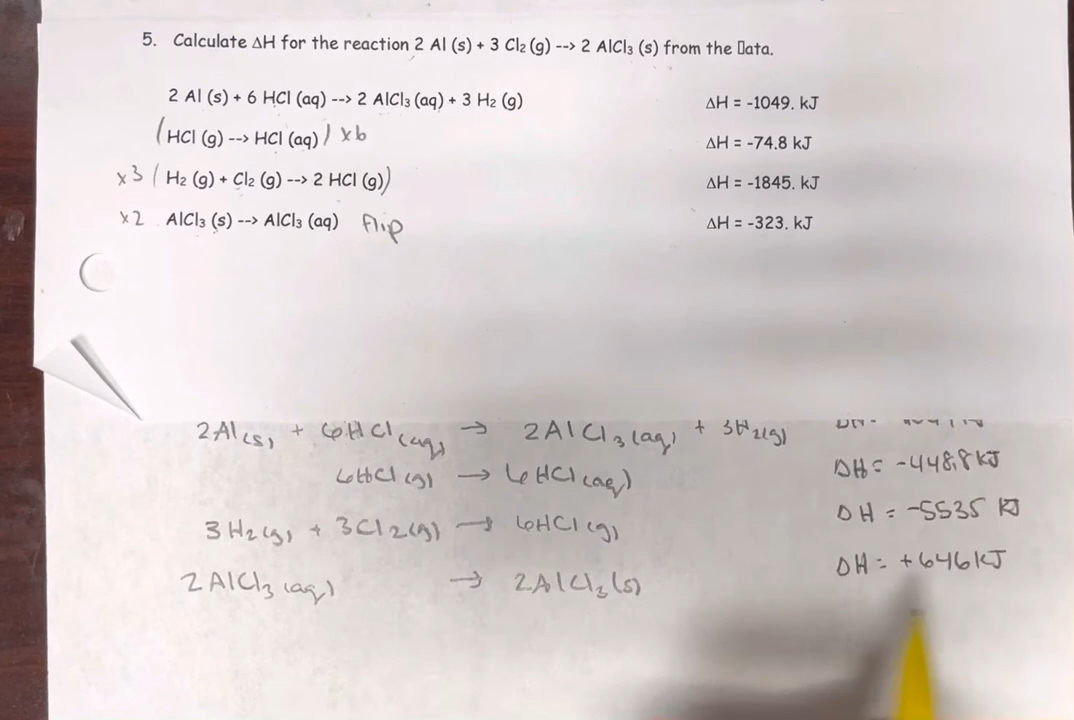 5. Calculate ΔH for the reaction 2 Al (s) + 3 Cl₂ (g) --> 2 AlCl₃ (s) from the ata.
2 Al (s) + 6 HCl (aq) --> 2 AlCl₃ (aq) + 3 H₂ (g) ΔH = -1049. kJ
(HCl (g) --> HCl (aq)) x6 ΔH = -74.8 kJ
x3 (H₂ (g) + Cl₂ (g) --> 2 HCl (g)) ΔH = -1845. kJ
x2 AlCl₃ (s) --> AlCl₃ (aq) flip ΔH = -323. kJ
2Al(s) + 6HCl(aq) → 2AlCl₃(aq) + 3H₂(g)
6HCl(g) → 6HCl(aq) ΔH = -448.8 kJ
3H₂(g) + 3Cl₂(g) → 6HCl(g) ΔH = -5535 kJ
2AlCl₃(aq) → 2AlCl₃(s) ΔH = +646 kJ